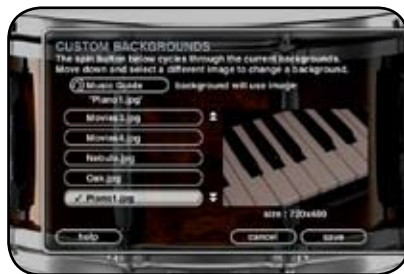 CUSTOM BACKGROUNDS
The spin button below cycles through the current backgrounds.
Move down and select a different image to change a background.
Music Guide background will use image:
"Piano1.jpg"
Movies3.jpg
Movies4.jpg
Nebula.jpg
Oak.jpg
✓ Piano1.jpg
size : 720x480
help cancel save